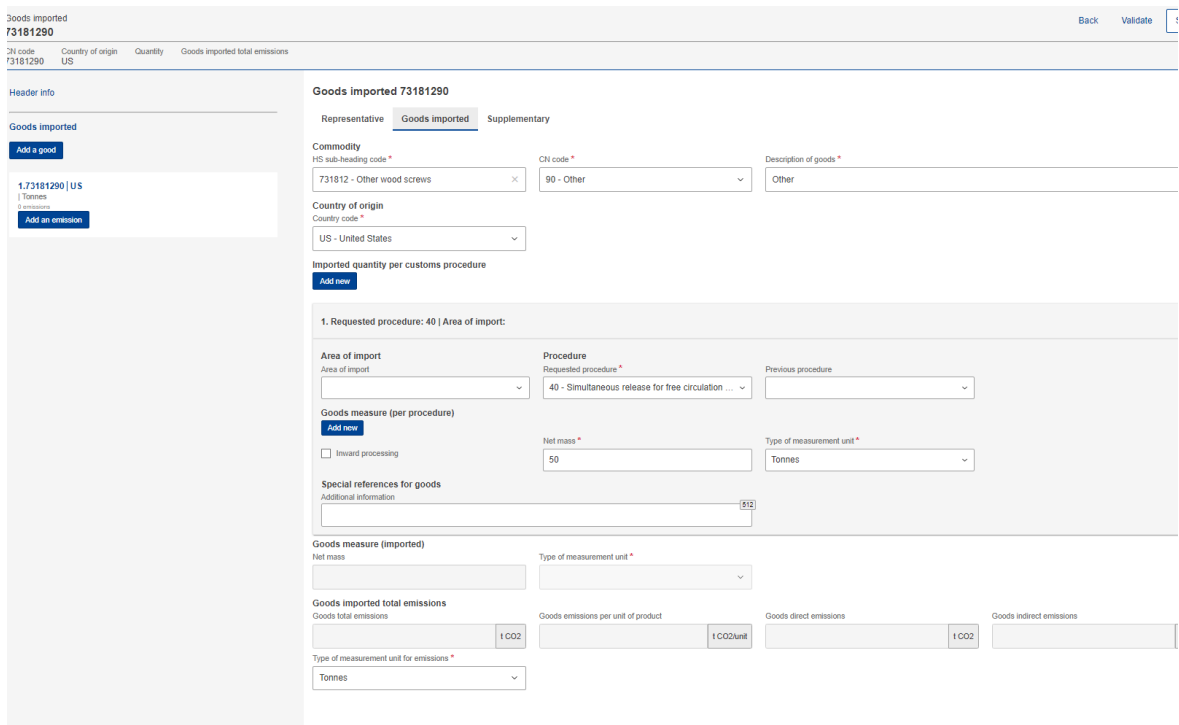 Goods imported
73181290
Back Validate
CN code Country of origin Quantity Goods imported total emissions
73181290 US
Header info
Goods imported
Add a good
1.73181290 | US
| Tonnes
0 emissions
Add an emission
Goods imported 73181290
Representative Goods imported Supplementary
Commodity
HS sub-heading code * CN code * Description of goods *
731812 - Other wood screws × 90 - Other Other
Country of origin
Country code *
US - United States
Imported quantity per customs procedure
Add new
1. Requested procedure: 40 | Area of import:
Area of import Procedure
Area of import Requested procedure * Previous procedure
40 - Simultaneous release for free circulation ...
Goods measure (per procedure)
Add new
Net mass * Type of measurement unit *
Inward processing 50 Tonnes
Special references for goods
Additional information
512
Goods measure (imported)
Net mass Type of measurement unit *
Goods imported total emissions
Goods total emissions Goods emissions per unit of product Goods direct emissions Goods indirect emissions
t CO2 t CO2/unit t CO2
Type of measurement unit for emissions *
Tonnes